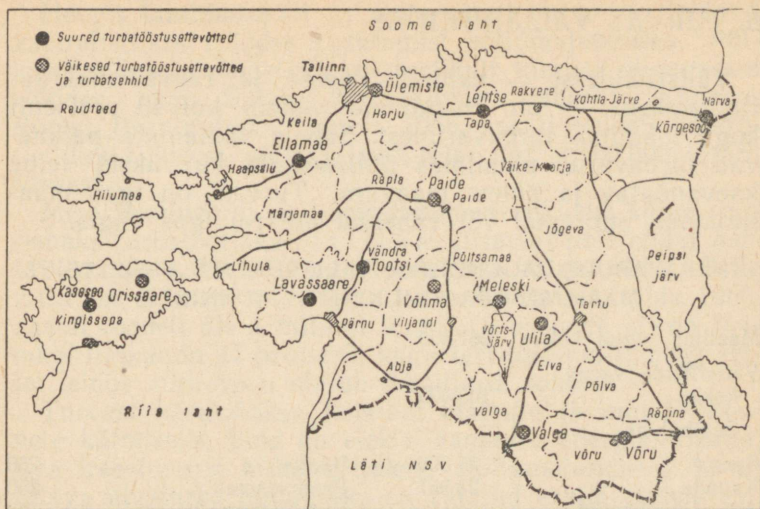 Soome laht
Suured turbatööstusettevõtted
Väikesed turbatööstusettevõtted
ja turbatsehhid
Raudteed
Tallinn
Ülemiste
Lehtse
Rakvere
Kohtla-Järve
Narva
Kõrgesoo
Keila
Harju
Tapa
Ellamaa
Haapsalu
Väike-Maarja
Hiiumaa
Rapla
Paide
Paide
Märjamaa
Jõgeva
Peipsi
järv
Lihula
Vändra
Tootsi
Põltsamaa
Kasesoo
Orissaare
Lavassaare
Võhma
Meleski
Kingissepa
Pärnu
Viljandi
Võrts-
järv
Ulila
Tartu
Abja
Elva
Põlva
Riia laht
Valga
Räpina
Valga
Võru
Võru
Läti NSV